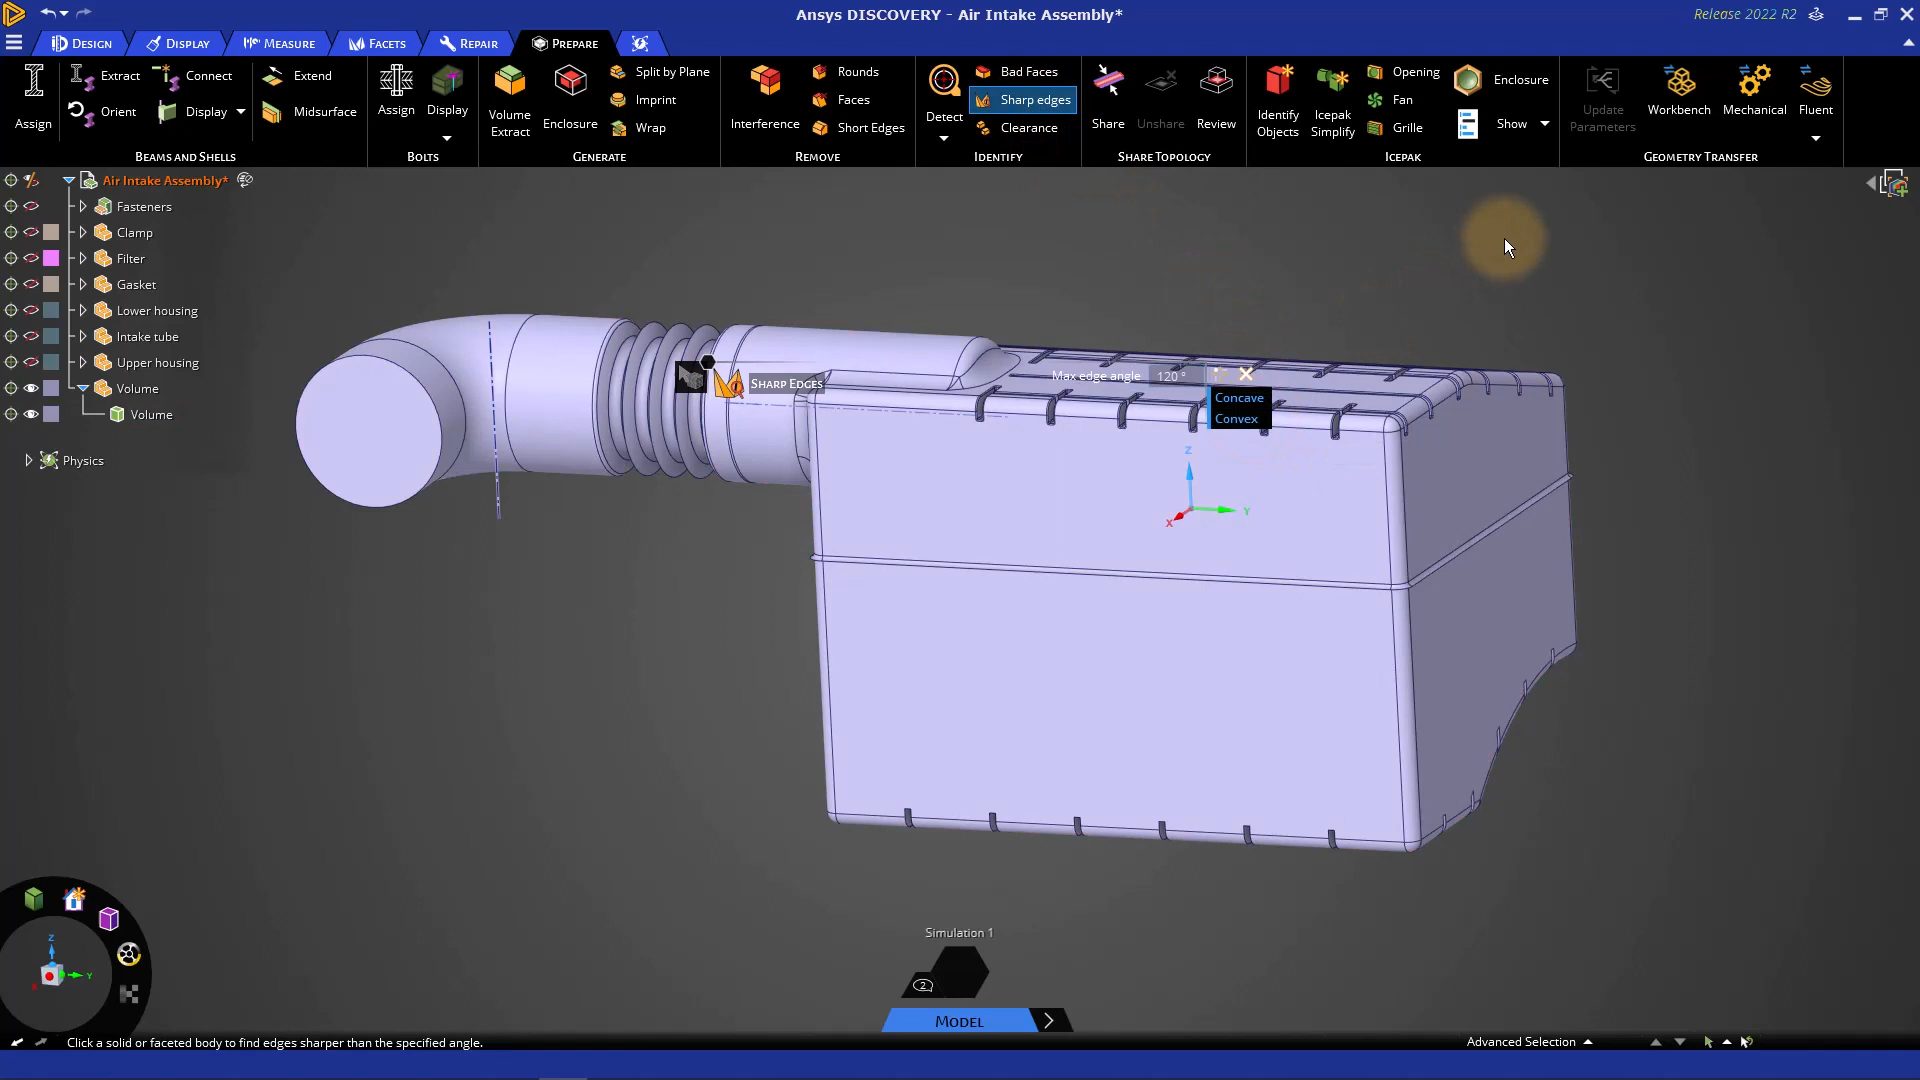 Ansys DISCOVERY - Air Intake Assembly*
Release 2022 R2
DESIGN
DISPLAY
MEASURE
FACETS
REPAIR
PREPARE
Assign
Extract
Orient
Connect
Display
Extend
Midsurface
BEAMS AND SHELLS
Assign
Display
BOLTS
Volume
Extract
Enclosure
Split by Plane
Imprint
Wrap
GENERATE
Interference
Rounds
Faces
Short Edges
REMOVE
Detect
Bad Faces
Sharp edges
Clearance
IDENTIFY
Share
Unshare
Review
SHARE TOPOLOGY
Identify
Objects
Icepak
Simplify
Opening
Fan
Grille
Enclosure
Show
ICEPAK
Update
Parameters
Workbench
Mechanical
Fluent
GEOMETRY TRANSFER
Air Intake Assembly*
Fasteners
Clamp
Filter
Gasket
Lower housing
Intake tube
Upper housing
Volume
Volume
Physics
SHARP EDGES
Max edge angle 120 °
Concave
Convex
Z
Y
X
Z
Y
X
Simulation 1
2
MODEL
Click a solid or faceted body to find edges sharper than the specified angle.
Advanced Selection